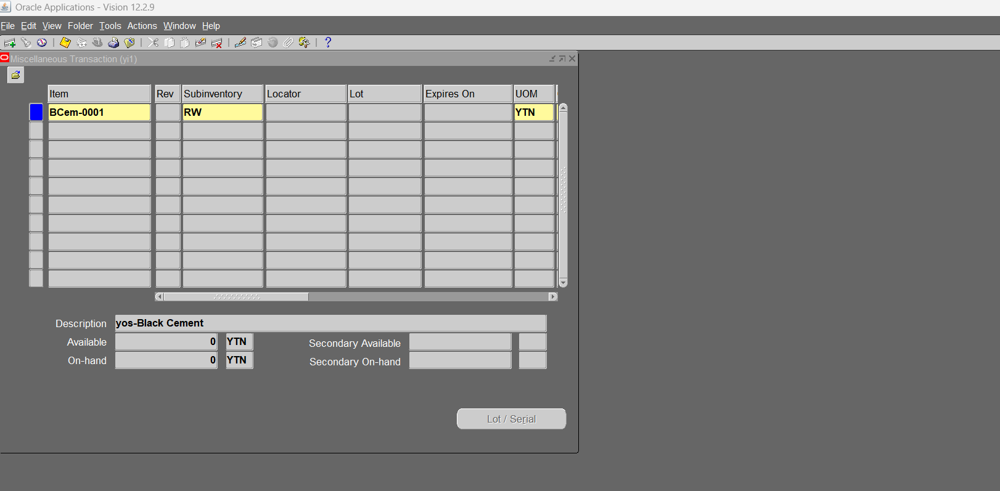 Oracle Applications - Vision 12.2.9
File Edit View Folder Tools Actions Window Help
Miscellaneous Transaction (yi1)
Item Rev Subinventory Locator Lot Expires On UOM
BCem-0001 RW YTN
Description yos-Black Cement
Available 0 YTN Secondary Available
On-hand 0 YTN Secondary On-hand
Lot / Serial